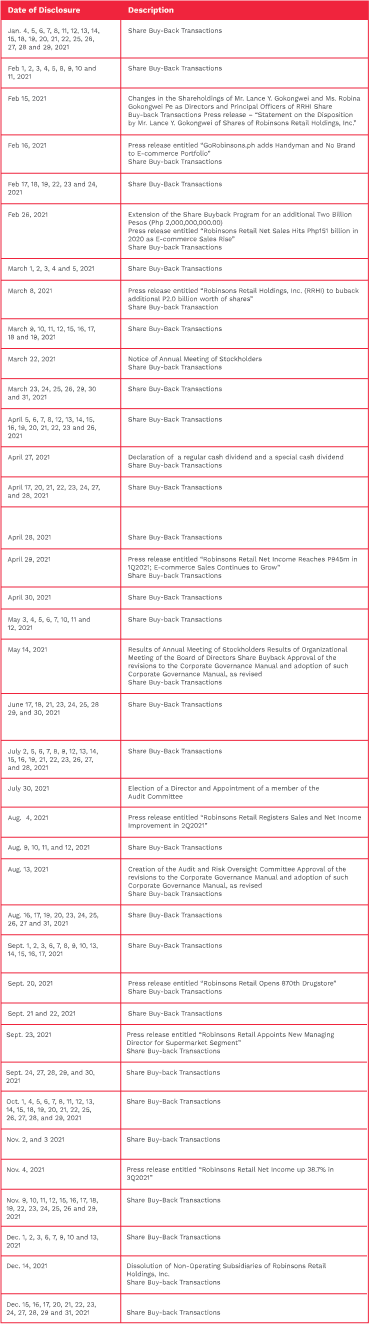 Date of Disclosure Description
Jan. 4, 5, 6, 7, 8, 11, 12, 13, 14, Share Buy-Back Transactions
15, 18, 19, 20, 21, 22, 25, 26,
27, 28 and 29, 2021
Feb 1, 2, 3, 4, 5, 8, 9, 10 and Share Buy-Back Transactions
11, 2021
Feb 15, 2021 Changes in the Shareholdings of Mr. Lance Y. Gokongwei and Ms. Robina
Gokongwei Pe as Directors and Principal Officers of RRHI Share
Buy-back Transactions Press release – “Statement on the Disposition
by Mr. Lance Y. Gokongwei of Shares of Robinsons Retail Holdings, Inc.”
Feb 16, 2021 Press release entitled “GoRobinsons.ph adds Handyman and No Brand
to E-commerce Portfolio”
Share Buy-back Transactions
Feb 17, 18, 19, 22, 23 and 24, Share Buy-Back Transactions
2021
Feb 26, 2021 Extension of the Share Buyback Program for an additional Two Billion
Pesos (Php 2,000,000,000.00)
Press release entitled “Robinsons Retail Net Sales Hits Php151 billion in
2020 as E-commerce Sales Rise”
Share Buy-back Transactions
March 1, 2, 3, 4 and 5, 2021 Share Buy-Back Transactions
March 8, 2021 Press release entitled “Robinsons Retail Holdings, Inc. (RRHI) to buback
additional P2.0 billion worth of shares”
Share Buy-back Transaction
March 9, 10, 11, 12, 15, 16, 17, Share Buy-Back Transactions
18 and 19, 2021
March 22, 2021 Notice of Annual Meeting of Stockholders
Share Buy-Back Transactions
March 23, 24, 25, 26, 29, 30 Share Buy-Back Transactions
and 31, 2021
April 5, 6, 7, 8, 12, 13, 14, 15, Share Buy-Back Transactions
16, 19, 20, 21, 22, 23 and 26,
2021
April 27, 2021 Declaration of a regular cash dividend and a special cash dividend
Share Buy-Back Transactions
April 17, 20, 21, 22, 23, 24, 27, Share Buy-Back Transactions
and 28, 2021
April 28, 2021 Share Buy-Back Transactions
April 29, 2021 Press release entitled “Robinsons Retail Net Income Reaches P945m in
1Q2021; E-commerce Sales Continues to Grow”
Share Buy-Back Transactions
April 30, 2021 Share Buy-Back Transactions
May 3, 4, 5, 6, 7, 10, 11 and Share Buy-Back Transactions
12, 2021
May 14, 2021 Results of Annual Meeting of Stockholders Results of Organizational
Meeting of the Board of Directors Share Buyback Approval of the
revisions to the Corporate Governance Manual and adoption of such
Corporate Governance Manual, as revised
Share Buy-Back Transactions
June 17, 18, 21, 23, 24, 25, 28 Share Buy-Back Transactions
29, and 30, 2021
July 2, 5, 6, 7, 8, 9, 12, 13, 14, Share Buy-Back Transactions
15, 16, 19, 21, 22, 23, 26, 27,
and 28, 2021
July 30, 2021 Election of a Director and Appointment of a member of the
Audit Committee
Aug. 4, 2021 Press release entitled “Robinsons Retail Registers Sales and Net Income
Improvement in 2Q2021”
Aug, 9, 10, 11, and 12, 2021 Share Buy-Back Transactions
Aug, 13, 2021 Creation of the Audit and Risk Oversight Committee Approval of the
revisions to the Corporate Governance Manual and adoption of such
Corporate Governance Manual, as revised
Share Buy-Back Transactions
Aug, 16, 17, 19, 20, 23, 24, 25, Share Buy-Back Transactions
26, 27 and 31, 2021
Sept. 1, 2, 3, 6, 7, 8, 9, 10, 13, Share Buy-Back Transactions
14, 15, 16, 17, 2021
Sept. 20, 2021 Press release entitled “Robinsons Retail Opens 870th Drugstore”
Share Buy-back Transactions
Sept. 21 and 22, 2021 Share Buy-Back Transactions
Sept. 23, 2021 Press release entitled “Robinsons Retail Appoints New Managing
Director for Supermarket Segment”
Share Buy-Back Transactions
Sept. 24, 27, 28, 29, and 30, Share Buy-Back Transactions
2021
Oct. 1, 4, 5, 6, 7, 8, 11, 12, 13, Share Buy-Back Transactions
14, 15, 18, 19, 20, 21, 22, 25,
26, 27, 28, and 29, 2021
Nov. 2, and 3 2021 Share Buy-Back Transactions
Nov. 4, 2021 Press release entitled “Robinsons Retail Net Income up 38.7% in
3Q2021”
Nov. 9, 10, 11, 12, 15, 16, 17, 18, Share Buy-Back Transactions
19, 22, 23, 24, 25, 26 and 29,
2021
Dec. 1, 2, 3, 6, 7, 9, 10 and 13, Share Buy-Back Transactions
2021
Dec. 14, 2021 Dissolution of Non-Operating Subsidiaries of Robinsons Retail
Holdings, Inc.
Share Buy-Back Transactions
Dec. 15, 16, 17, 20, 21, 22, 23,
24, 27, 28, 29 and 31, 2021 Share Buy-Back Transactions